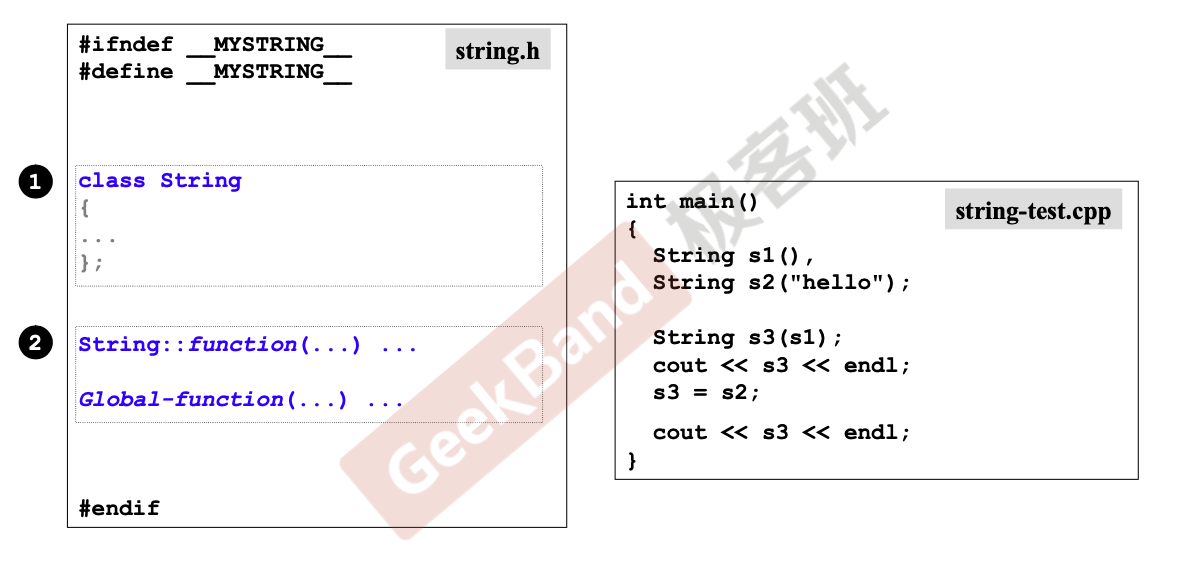 #ifndef __MYSTRING__
#define __MYSTRING__
string.h
1
class String
{
...
};
2
String::function(...) ...
Global-function(...) ...
#endif
int main()
{
String s1(),
String s2("hello");
String s3(s1);
cout << s3 << endl;
s3 = s2;
cout << s3 << endl;
}
string-test.cpp
GeekBand 极客班